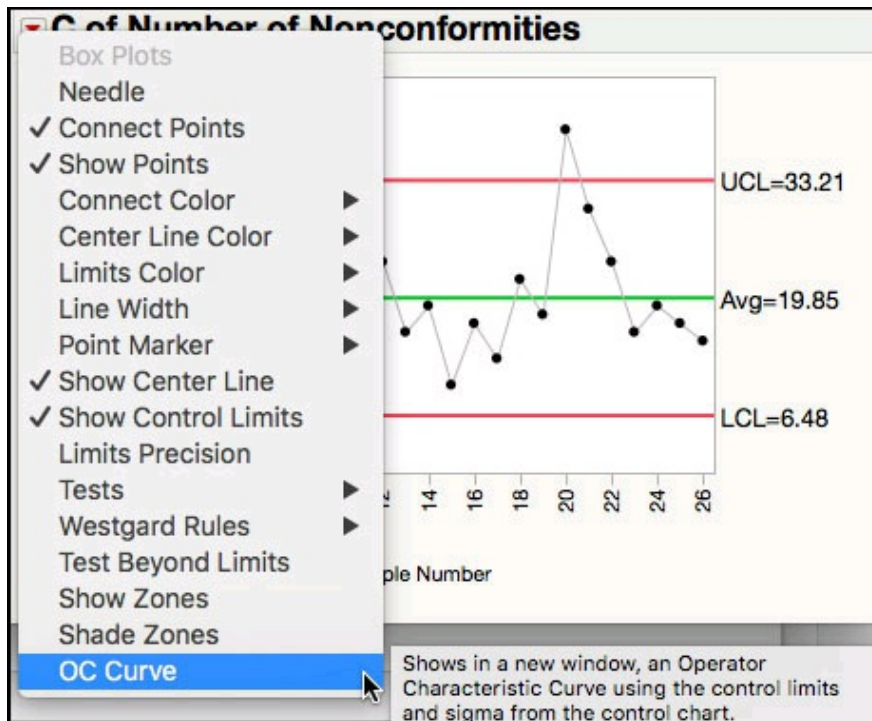 C of Number of Nonconformities
Box Plots
Needle
✓ Connect Points
✓ Show Points
Connect Color
Center Line Color
Limits Color
Line Width
Point Marker
✓ Show Center Line
✓ Show Control Limits
Limits Precision
Tests
Westgard Rules
Test Beyond Limits
Show Zones
Shade Zones
OC Curve
UCL=33.21
Avg=19.85
LCL=6.48
14 16 18 20 22 24 26
ple Number
Shows in a new window, an Operator
Characteristic Curve using the control limits
and sigma from the control chart.